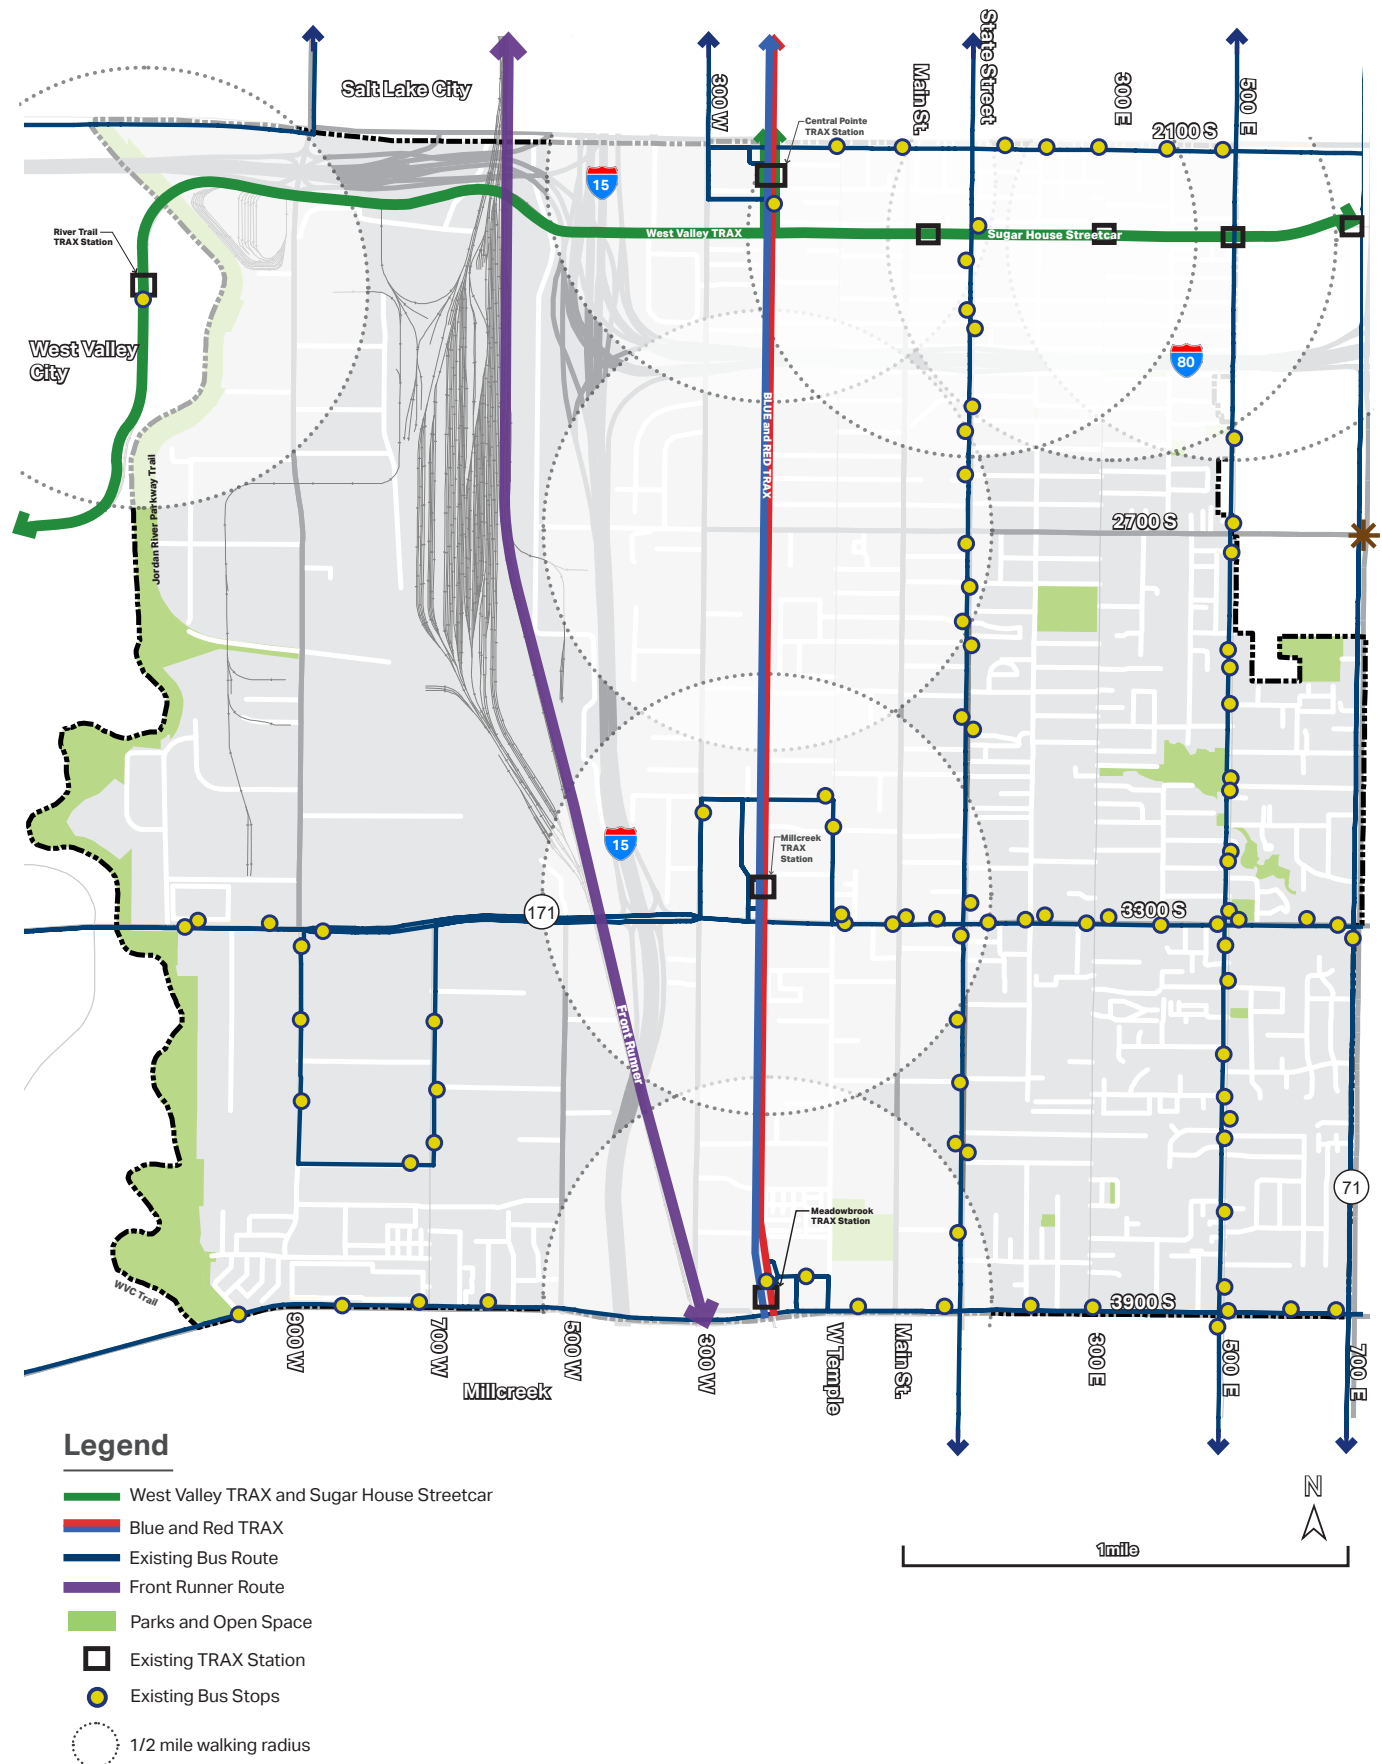 Salt Lake City
300 W
Main St.
State Street
300 E
500 E
2100 S
Central Pointe
TRAX Station
15
River Trail
TRAX Station
West Valley TRAX
Sugar House Streetcar
West Valley
City
80
BLUE and RED TRAX
Jordan River Parkway Trail
2700 S
15
Millcreek
TRAX
Station
171
3300 S
Front Runner
71
Meadowbrook
TRAX Station
WVC Trail
3900 S
900 W
700 W
500 W
300 W
W Temple
Main St.
300 E
500 E
700 E
Millcreek
Legend
West Valley TRAX and Sugar House Streetcar
Blue and Red TRAX
Existing Bus Route
Front Runner Route
Parks and Open Space
Existing TRAX Station
Existing Bus Stops
1/2 mile walking radius
N
1mile